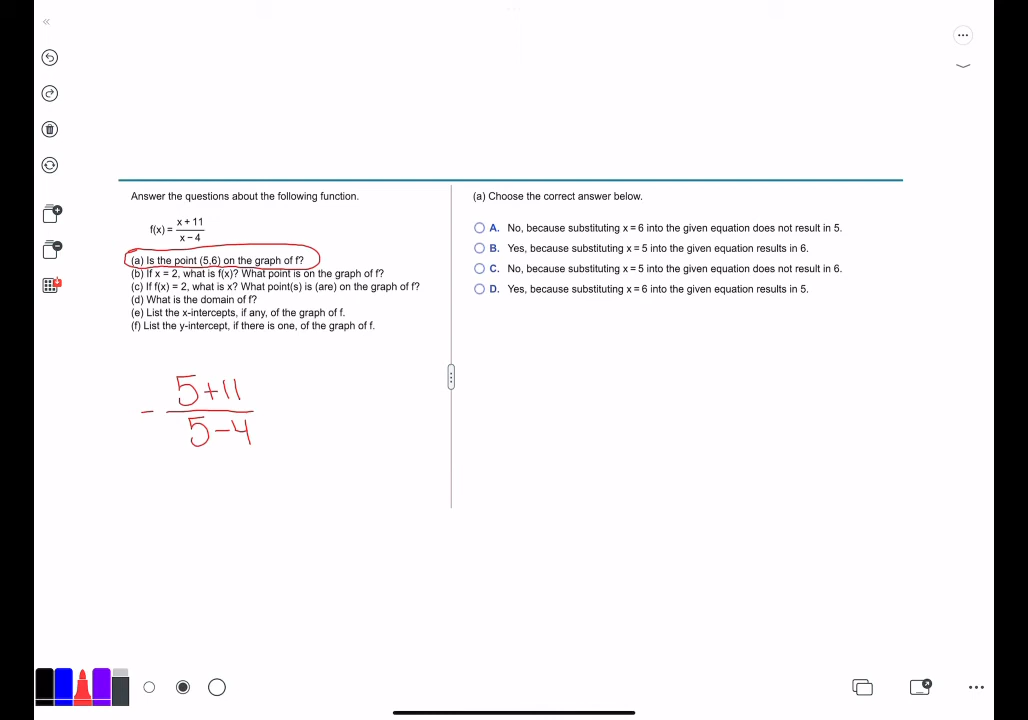 Answer the questions about the following function.
f(x) = x + 11 / x − 4
(a) Is the point (5,6) on the graph of f?
(b) If x = 2, what is f(x)? What point is on the graph of f?
(c) If f(x) = 2, what is x? What point(s) is (are) on the graph of f?
(d) What is the domain of f?
(e) List the x-intercepts, if any, of the graph of f.
(f) List the y-intercept, if there is one, of the graph of f.
5+11
−
5−4
(a) Choose the correct answer below.
A. No, because substituting x = 6 into the given equation does not result in 5.
B. Yes, because substituting x = 5 into the given equation results in 6.
C. No, because substituting x = 5 into the given equation does not result in 6.
D. Yes, because substituting x = 6 into the given equation results in 5.